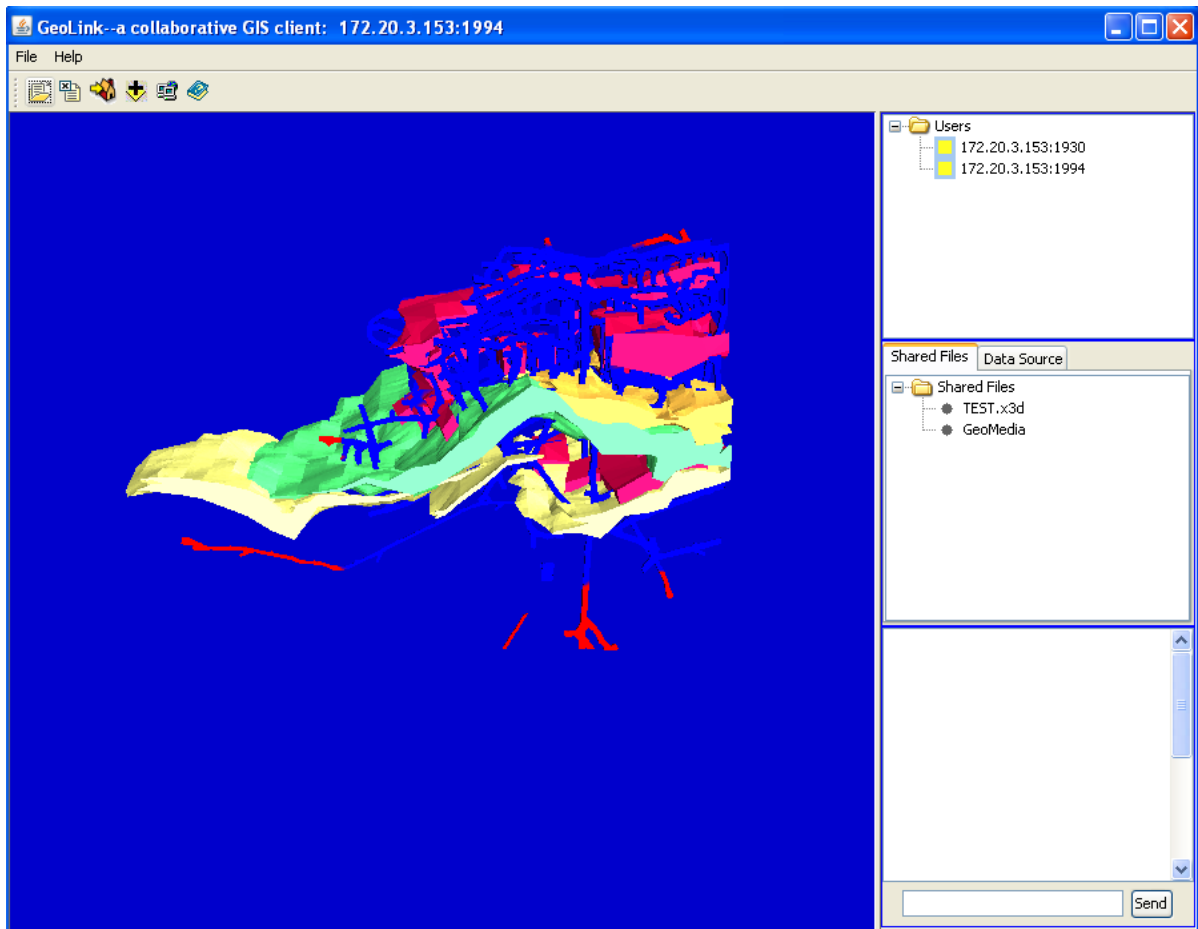 GeoLink--a collaborative GIS client: 172.20.3.153:1994
File Help
Users
172.20.3.153:1930
172.20.3.153:1994
Shared Files Data Source
Shared Files
TEST.x3d
GeoMedia
Send